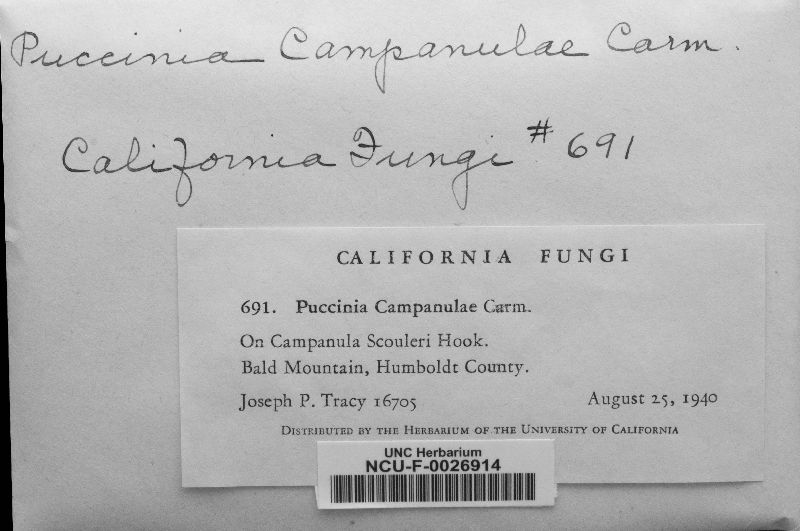 Puccinia Campanulae Carm.
California Fungi # 691
CALIFORNIA FUNGI
691. Puccinia Campanulae Carm.
On Campanula Scouleri Hook.
Bald Mountain, Humboldt County.
Joseph P. Tracy 16705 August 25, 1940
Distributed by the Herbarium of the University of California
UNC Herbarium
NCU-F-0026914